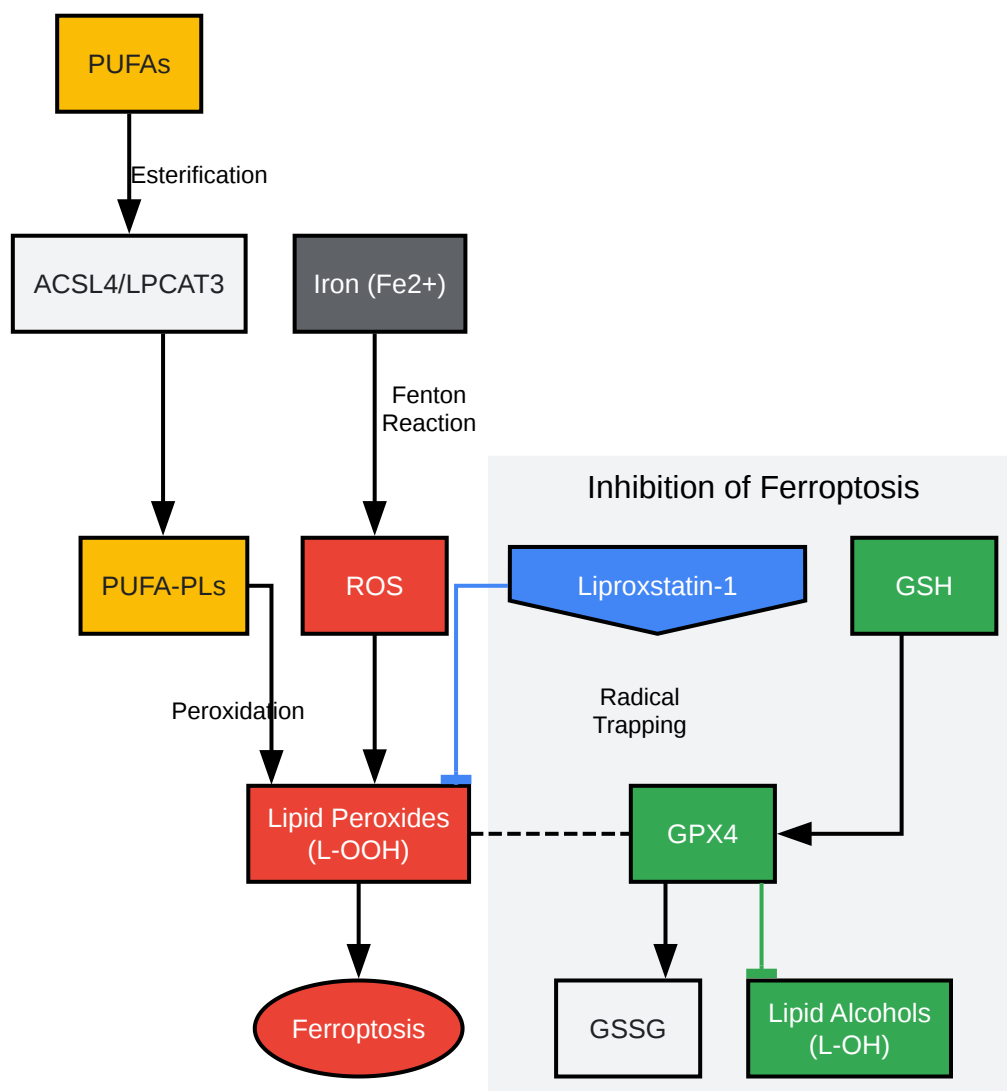 PUFAs
Esterification
ACSL4/LPCAT3
Iron (Fe2+)
Fenton
Reaction
Inhibition of Ferroptosis
PUFA-PLs
ROS
Liproxstatin-1
GSH
Peroxidation
Radical
Trapping
Lipid Peroxides
(L-OOH)
GPX4
Ferroptosis
GSSG
Lipid Alcohols
(L-OH)